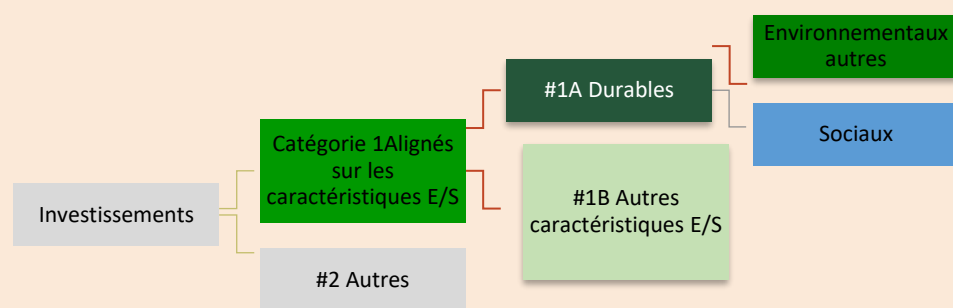 Investissements
Catégorie 1Alignés
sur les
caractéristiques E/S
#2 Autres
#1A Durables
#1B Autres
caractéristiques E/S
Environnementaux
autres
Sociaux